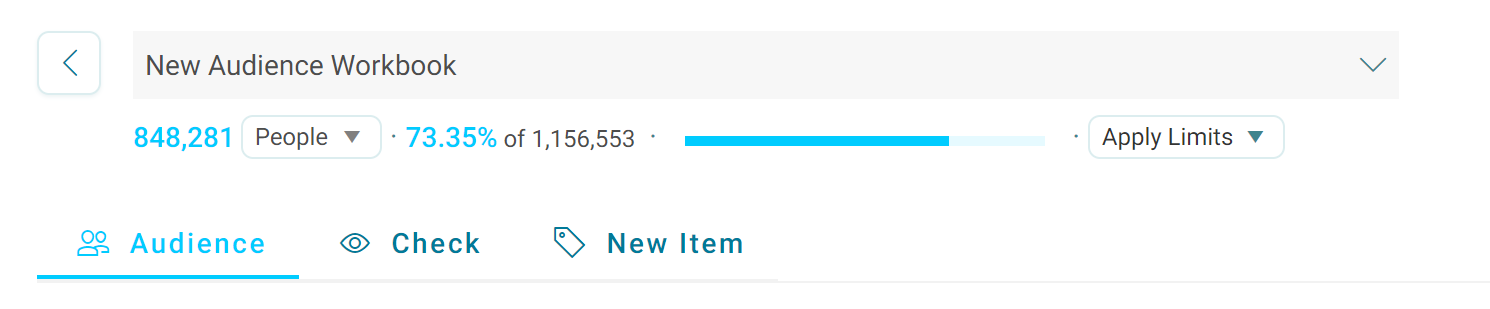 New Audience Workbook
848,281 People · 73.35% of 1,156,553 · · Apply Limits
Audience Check New Item